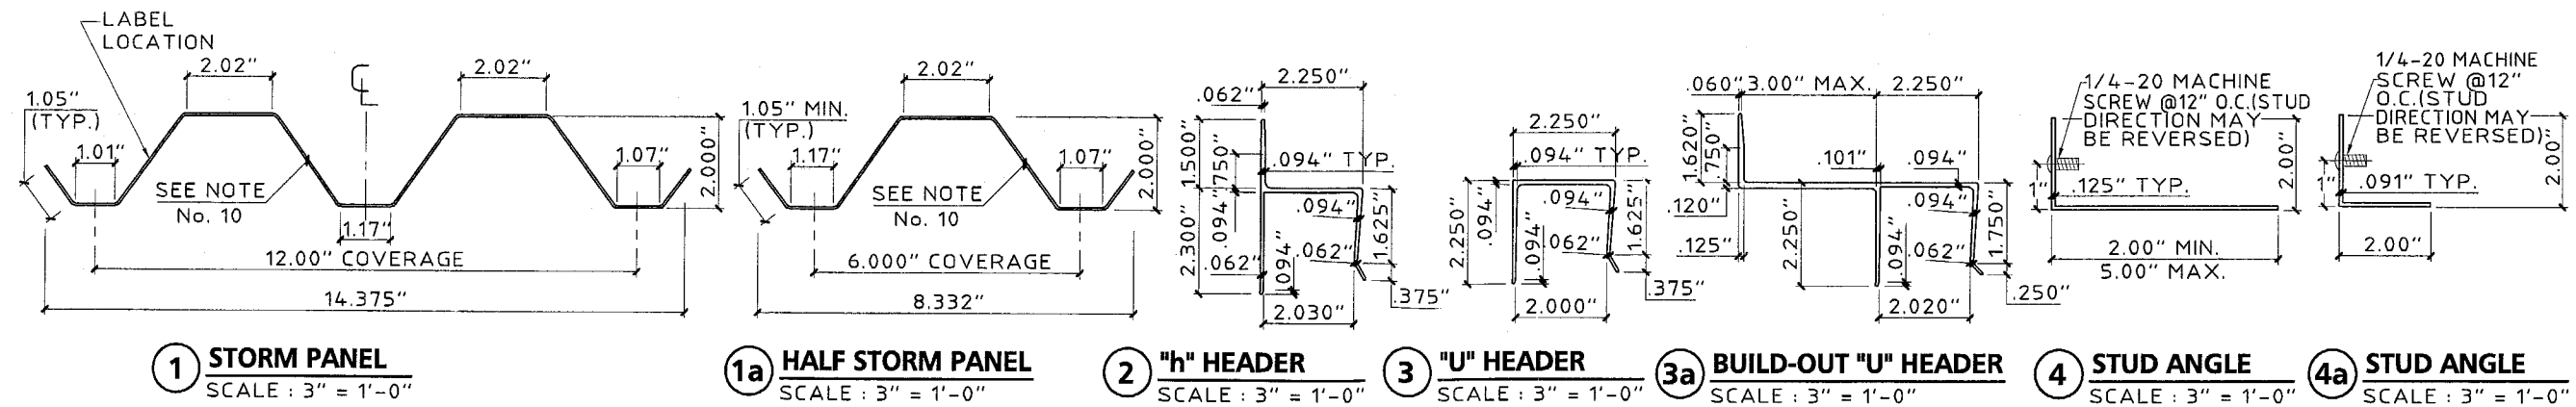 LABEL
LOCATION
2.02"
2.02"
CL
1.05"
(TYP.)
1.01"
1.07"
2.000"
SEE NOTE
No. 10
1.17"
12.00" COVERAGE
14.375"
1 STORM PANEL
SCALE : 3" = 1'-0"
2.02"
1.05" MIN.
(TYP.)
1.17"
1.07"
2.000"
SEE NOTE
No. 10
6.000" COVERAGE
8.332"
1a HALF STORM PANEL
SCALE : 3" = 1'-0"
2.250"
.062"
1.500"
.750"
.094" TYP.
.094"
.094"
1.625"
2.300"
.062"
.094"
.062"
.375"
2.030"
2 "h" HEADER
SCALE : 3" = 1'-0"
2.250"
.094" TYP.
2.250"
.094"
.094"
.094"
.062"
1.625"
.375"
2.000"
3 "U" HEADER
SCALE : 3" = 1'-0"
.060"
3.00" MAX.
2.250"
1.620"
.750"
.101"
.094"
.120"
.094"
.125"
2.250"
.094"
.062"
1.750"
.250"
2.020"
3a BUILD-OUT "U" HEADER
SCALE : 3" = 1'-0"
1/4-20 MACHINE
SCREW @12" O.C.(STUD
DIRECTION MAY
BE REVERSED)
1"
.125" TYP.
2.00"
2.00" MIN.
5.00" MAX.
4 STUD ANGLE
SCALE : 3" = 1'-0"
1/4-20 MACHINE
SCREW @12"
O.C.(STUD
DIRECTION MAY
BE REVERSED)
1"
.091" TYP.
2.00"
2.00"
4a STUD ANGLE
SCALE : 3" = 1'-0"